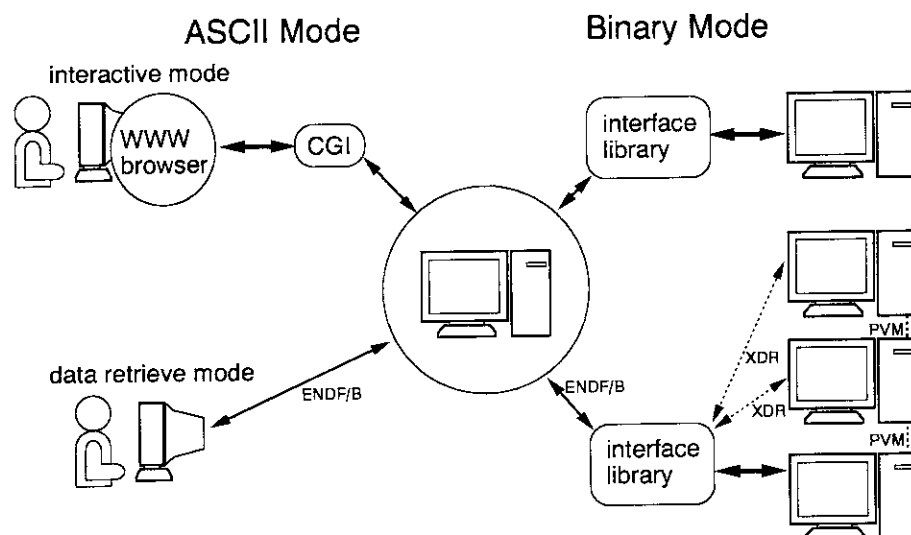 ASCII Mode
Binary Mode
interactive mode
WWW
browser
CGI
interface
library
data retrieve mode
ENDF/B
ENDF/B
XDR
XDR
PVM
PVM
interface
library